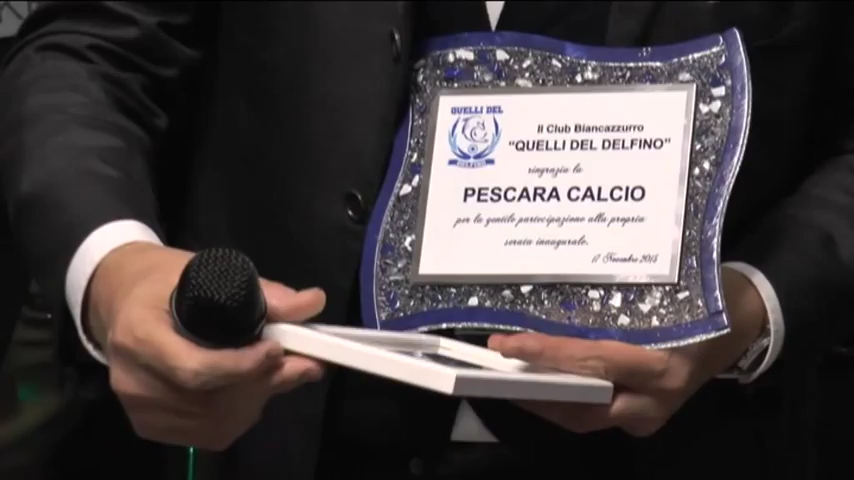 QUELLI DEL
DELFINO
Il Club Biancazzurro
"QUELLI DEL DELFINO"
ringrazia la
PESCARA CALCIO
per la gentile partecipazione alla propria
serata inaugurale.
17 Novembre 2015